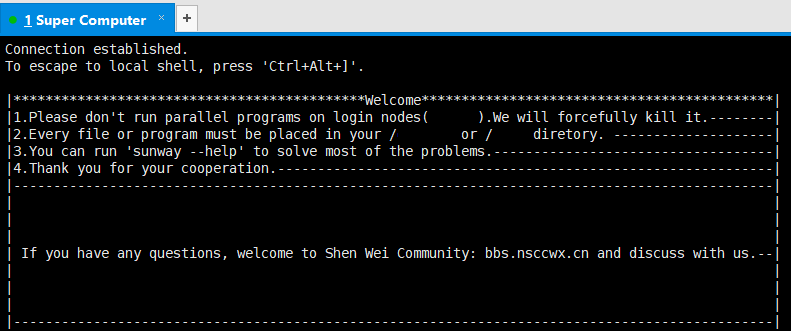 1 Super Computer × +
Connection established.
To escape to local shell, press 'Ctrl+Alt+]'.
|********************************************Welcome********************************************|
|1.Please don't run parallel programs on login nodes(      ).We will forcefully kill it.--------|
|2.Every file or program must be placed in your /        or /     diretory. --------------------|
|3.You can run 'sunway --help' to solve most of the problems.-----------------------------------|
|4.Thank you for your cooperation.--------------------------------------------------------------|
|-----------------------------------------------------------------------------------------------|
| If you have any questions, welcome to Shen Wei Community: bbs.nsccwx.cn and discuss with us.--|
|-----------------------------------------------------------------------------------------------|